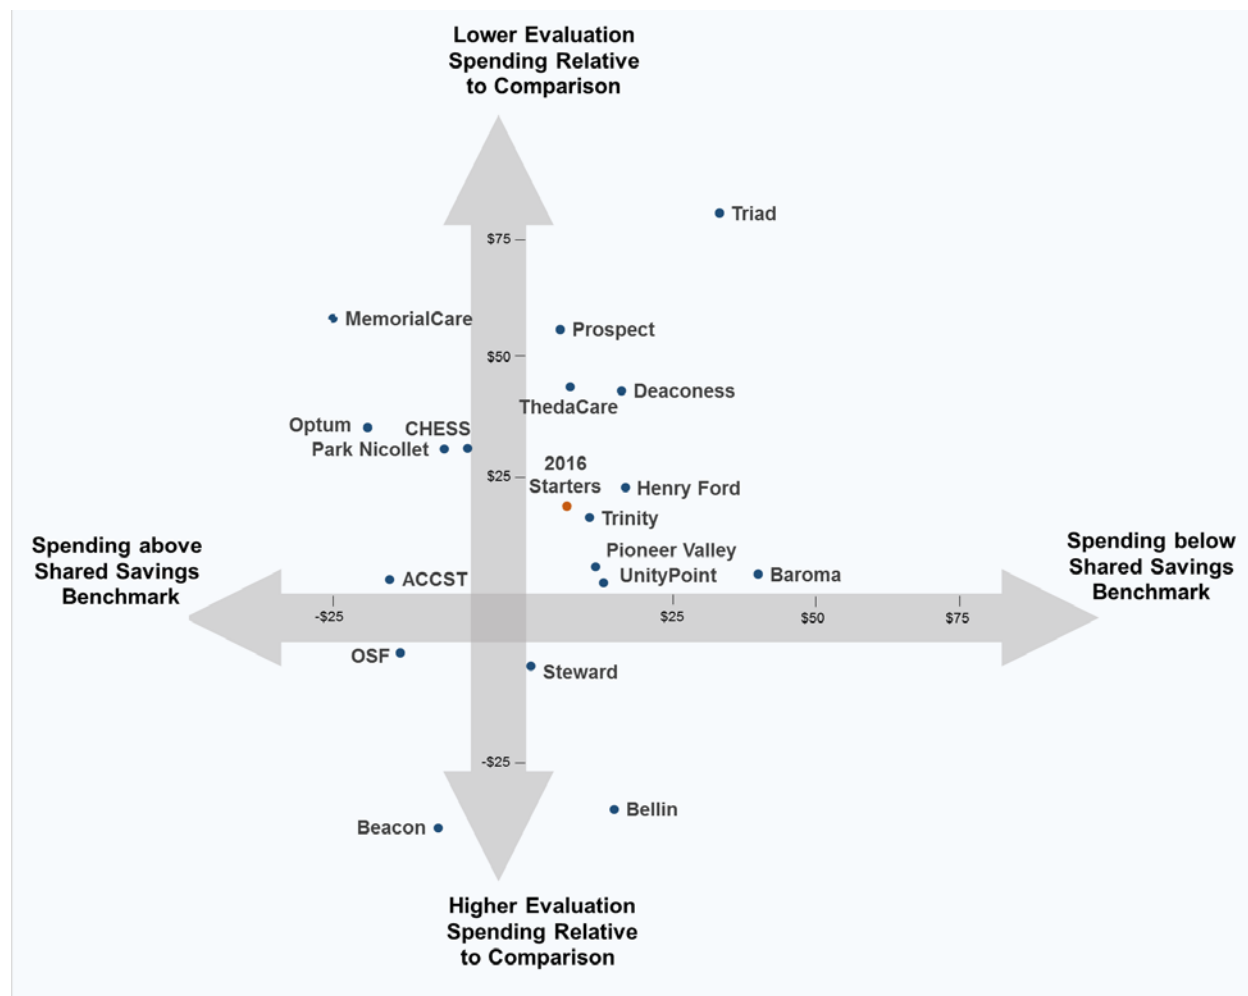 Lower Evaluation
Spending Relative
to Comparison
Triad
$75
MemorialCare
Prospect
$50
Deaconess
ThedaCare
Optum
CHESS
Park Nicollet
2016
Starters
$25
Henry Ford
Trinity
Spending above
Shared Savings
Benchmark
Pioneer Valley
UnityPoint
Baroma
ACCST
Spending below
Shared Savings
Benchmark
-$25
$25
$50
$75
OSF
Steward
-$25
Bellin
Beacon
Higher Evaluation
Spending Relative
to Comparison